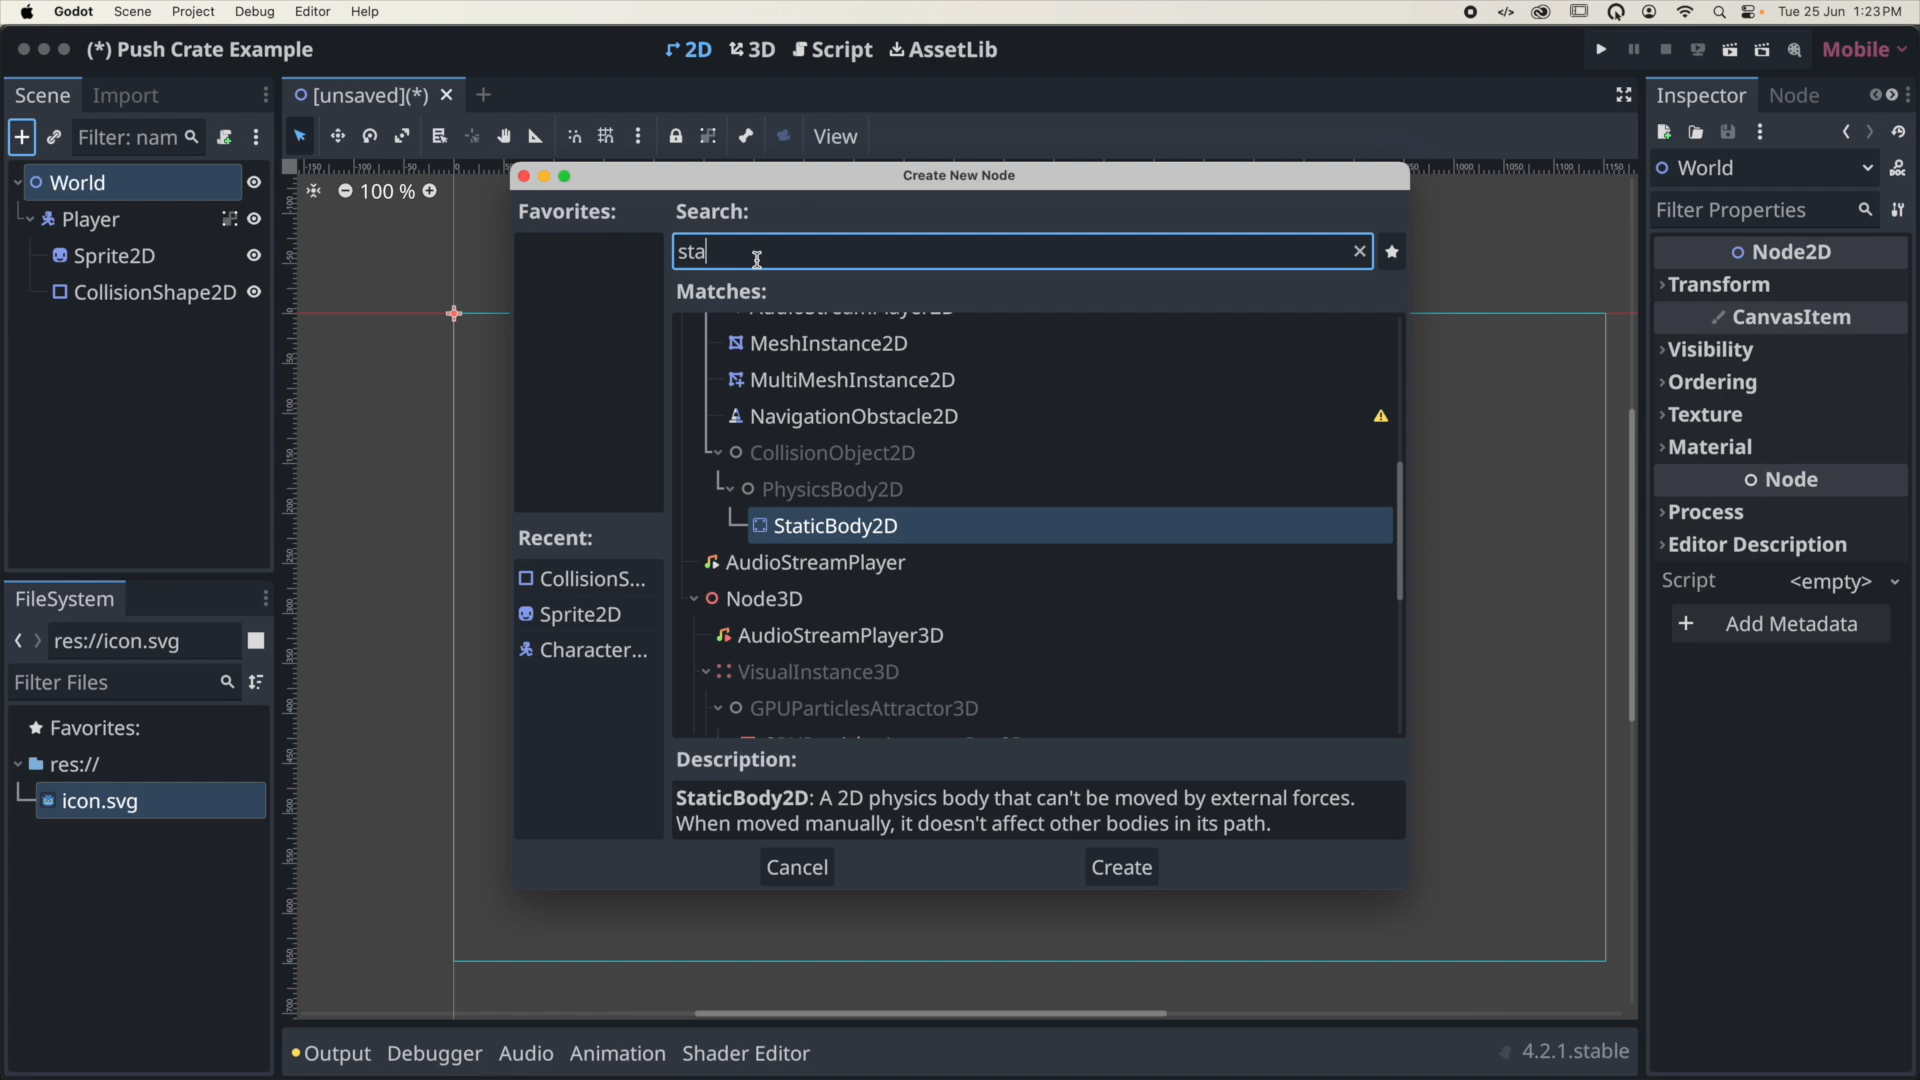 Godot Scene Project Debug Editor Help
Tue 25 Jun 1:23 PM
(*) Push Crate Example
2D 3D Script AssetLib
Mobile
Scene Import
Filter: nam
World
Player
Sprite2D
CollisionShape2D
FileSystem
res://icon.svg
Filter Files
Favorites:
res://
icon.svg
[unsaved](*)
View
100 %
Create New Node
Favorites:
Recent:
CollisionS...
Sprite2D
Character...
Search:
sta
Matches:
AudioStreamPlayer2D
MeshInstance2D
MultiMeshInstance2D
NavigationObstacle2D
CollisionObject2D
PhysicsBody2D
StaticBody2D
AudioStreamPlayer
Node3D
AudioStreamPlayer3D
VisualInstance3D
GPUParticlesAttractor3D
Description:
StaticBody2D: A 2D physics body that can't be moved by external forces.
When moved manually, it doesn't affect other bodies in its path.
Cancel Create
Output Debugger Audio Animation Shader Editor
4.2.1.stable
Inspector Node
World
Filter Properties
Node2D
Transform
CanvasItem
Visibility
Ordering
Texture
Material
Node
Process
Editor Description
Script <empty>
Add Metadata